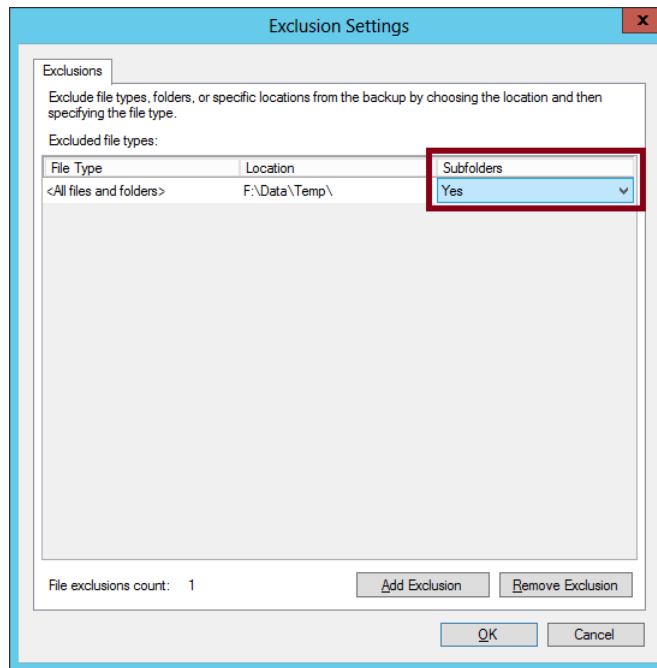 Exclusion Settings
x
Exclusions
Exclude file types, folders, or specific locations from the backup by choosing the location and then
specifying the file type.
Excluded file types:
File Type Location Subfolders
<All files and folders> F:\Data\Temp\ Yes
File exclusions count: 1 Add Exclusion Remove Exclusion
OK Cancel